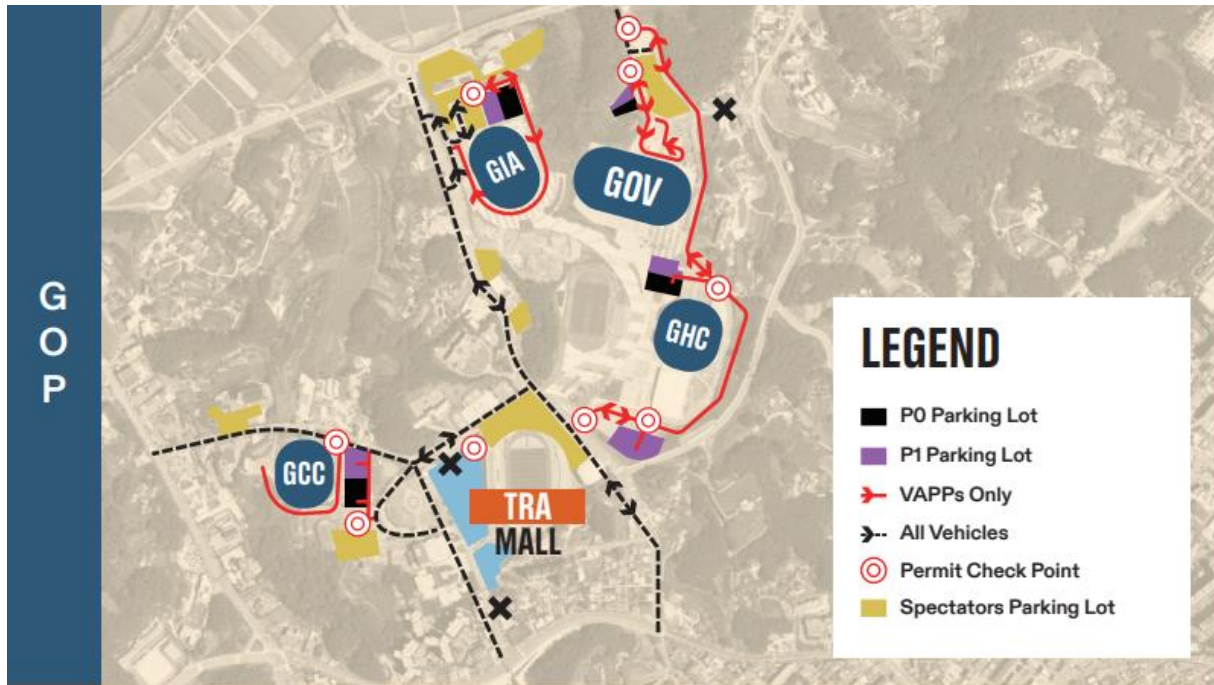 G
O
P
GIA
GOV
GHC
GCC
TRA
MALL
LEGEND
P0 Parking Lot
P1 Parking Lot
VAPPs Only
All Vehicles
Permit Check Point
Spectators Parking Lot